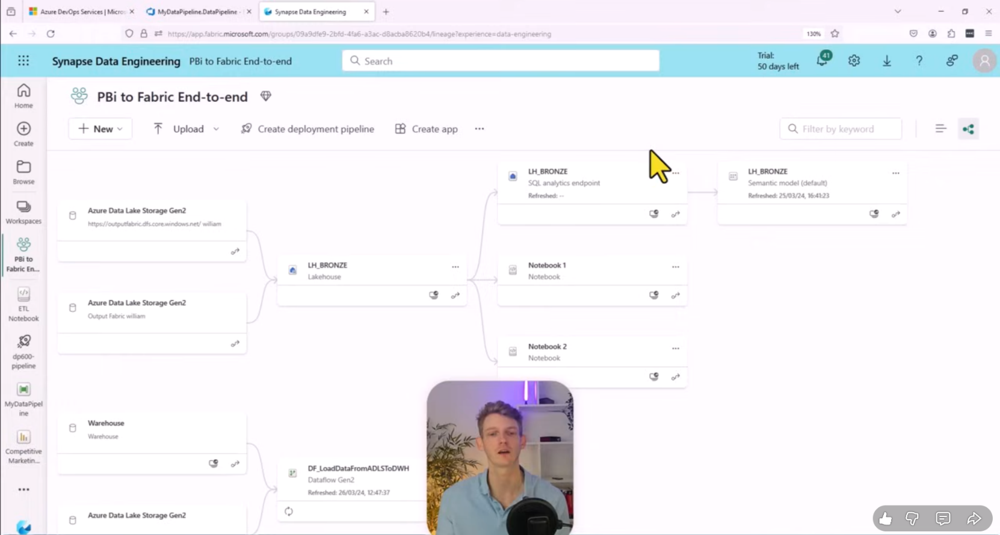 Azure DevOps Services | Micros
MyDataPipeline.DataPipeline -
Synapse Data Engineering
https://app.fabric.microsoft.com/groups/09a9dfe9-2bfd-4fa6-a3ac-d8acba8620b4/lineage?experience=data-engineering
130%
Synapse Data Engineering
PBi to Fabric End-to-end
Search
Trial:
50 days left
41
Home
Create
Browse
Workspaces
PBi to
Fabric En...
ETL
Notebook
dp600-
pipeline
MyDataPipel
ine
Competitive
Marketin...
PBi to Fabric End-to-end
New
Upload
Create deployment pipeline
Create app
Filter by keyword
Azure Data Lake Storage Gen2
https://outputfabric.dfs.core.windows.net/ william
Azure Data Lake Storage Gen2
Output Fabric william
Warehouse
Warehouse
Azure Data Lake Storage Gen2
LH_BRONZE
Lakehouse
DF_LoadDataFromADLSToDWH
Dataflow Gen2
Refreshed: 26/03/24, 12:47:37
LH_BRONZE
SQL analytics endpoint
Refreshed: --
Notebook 1
Notebook
Notebook 2
Notebook
LH_BRONZE
Semantic model (default)
Refreshed: 25/03/24, 16:41:23